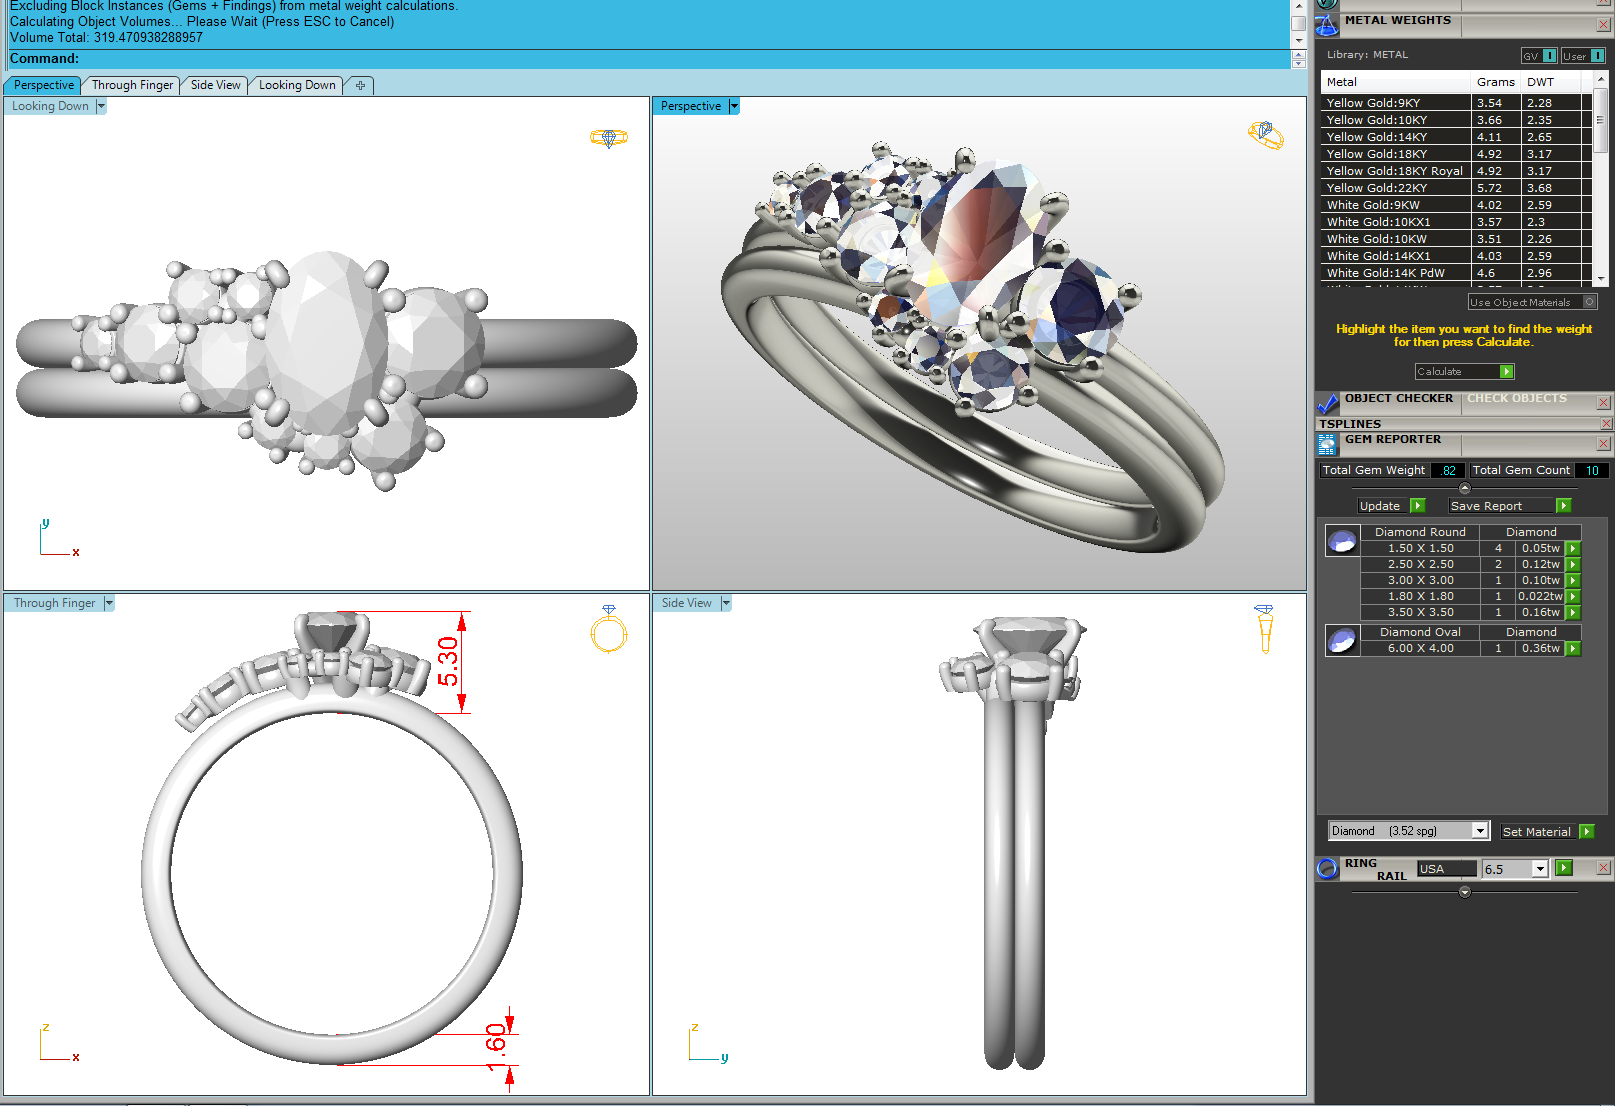 Excluding Block Instances (Gems + Findings) from metal weight calculations.
Calculating Object Volumes... Please Wait (Press ESC to Cancel)
Volume Total: 319.470938288957
Command:
Perspective Through Finger Side View Looking Down
Looking Down
y
x
Perspective
Through Finger
5.30
1.60
z
x
Side View
z
y
METAL WEIGHTS
Library: METAL GV I User I
Metal Grams DWT
Yellow Gold:9KY 3.54 2.28
Yellow Gold:10KY 3.66 2.35
Yellow Gold:14KY 4.11 2.65
Yellow Gold:18KY 4.92 3.17
Yellow Gold:18KY Royal 4.92 3.17
Yellow Gold:22KY 5.72 3.68
White Gold:9KW 4.02 2.59
White Gold:10KX1 3.57 2.3
White Gold:10KW 3.51 2.26
White Gold:14KX1 4.03 2.59
White Gold:14K PdW 4.6 2.96
Use Object Materials
Highlight the item you want to find the weight
for then press Calculate.
Calculate
OBJECT CHECKER CHECK OBJECTS
TSPLINES
GEM REPORTER
Total Gem Weight .82 Total Gem Count 10
Update Save Report
Diamond Round Diamond
1.50 X 1.50 4 0.05tw
2.50 X 2.50 2 0.12tw
3.00 X 3.00 1 0.10tw
1.80 X 1.80 1 0.022tw
3.50 X 3.50 1 0.16tw
Diamond Oval Diamond
6.00 X 4.00 1 0.36tw
Diamond (3.52 spg) Set Material
RING
RAIL USA 6.5